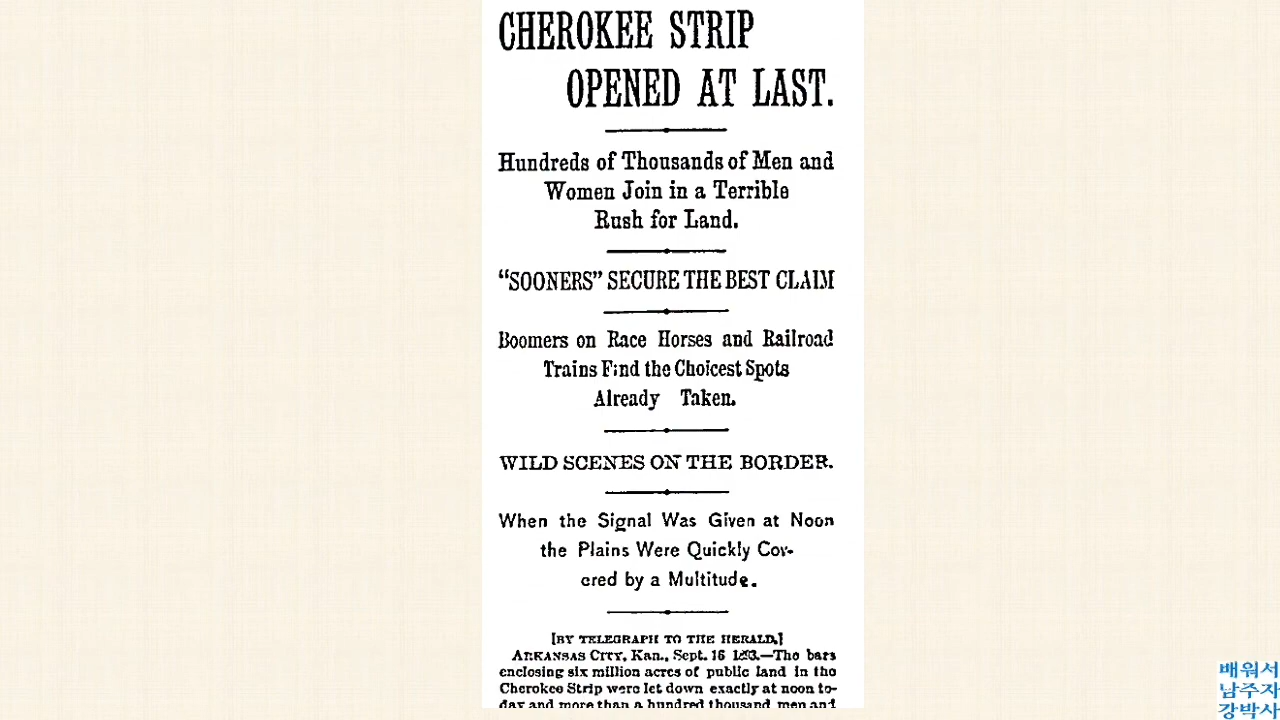 CHEROKEE STRIP
OPENED AT LAST.
Hundreds of Thousands of Men and
Women Join in a Terrible
Rush for Land.
“SOONERS” SECURE THE BEST CLAIM
Boomers on Race Horses and Railroad
Trains Find the Choicest Spots
Already Taken.
WILD SCENES ON THE BORDER.
When the Signal Was Given at Noon
the Plains Were Quickly Cov-
ered by a Multitude.
[BY TELEGRAPH TO THE HERALD.]
ARKANSAS CITY, Kan., Sept. 16 1893.—The bars
enclosing six million acres of public land in the
Cherokee Strip were let down exactly at noon to-
day and more than a hundred thousand men and
배워서
남주자
강박사